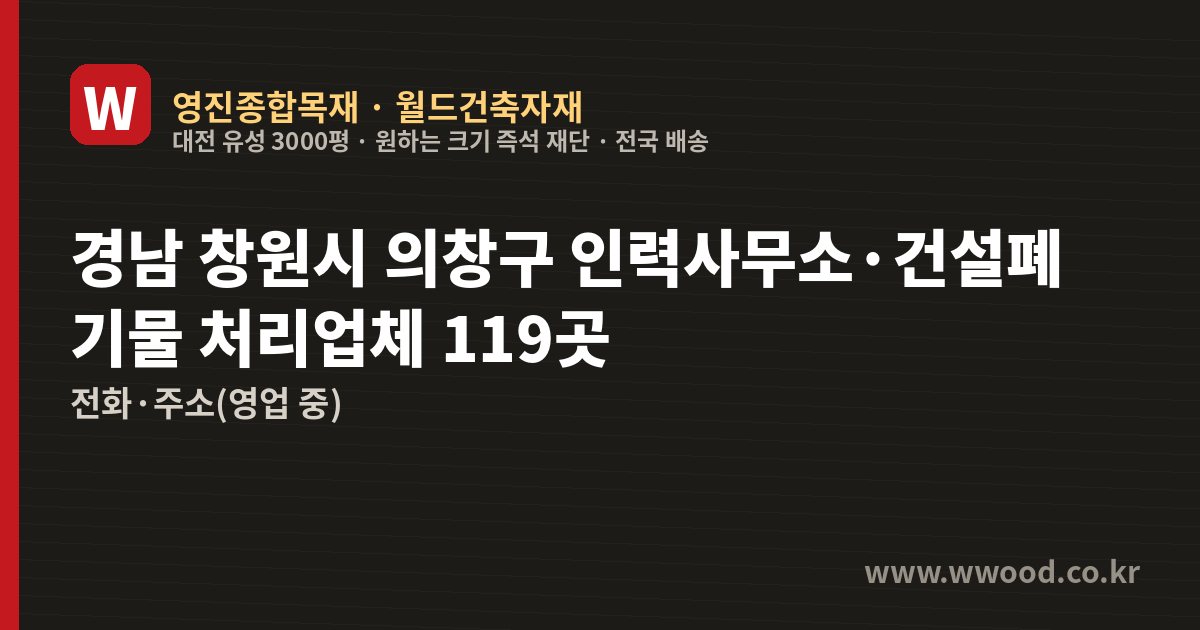 W
영진종합목재 · 월드건축자재
대전 유성 3000평 · 원하는 크기 즉석 재단 · 전국 배송
경남 창원시 의창구 인력사무소·건설폐
기물 처리업체 119곳
전화·주소(영업 중)
www.wwood.co.kr